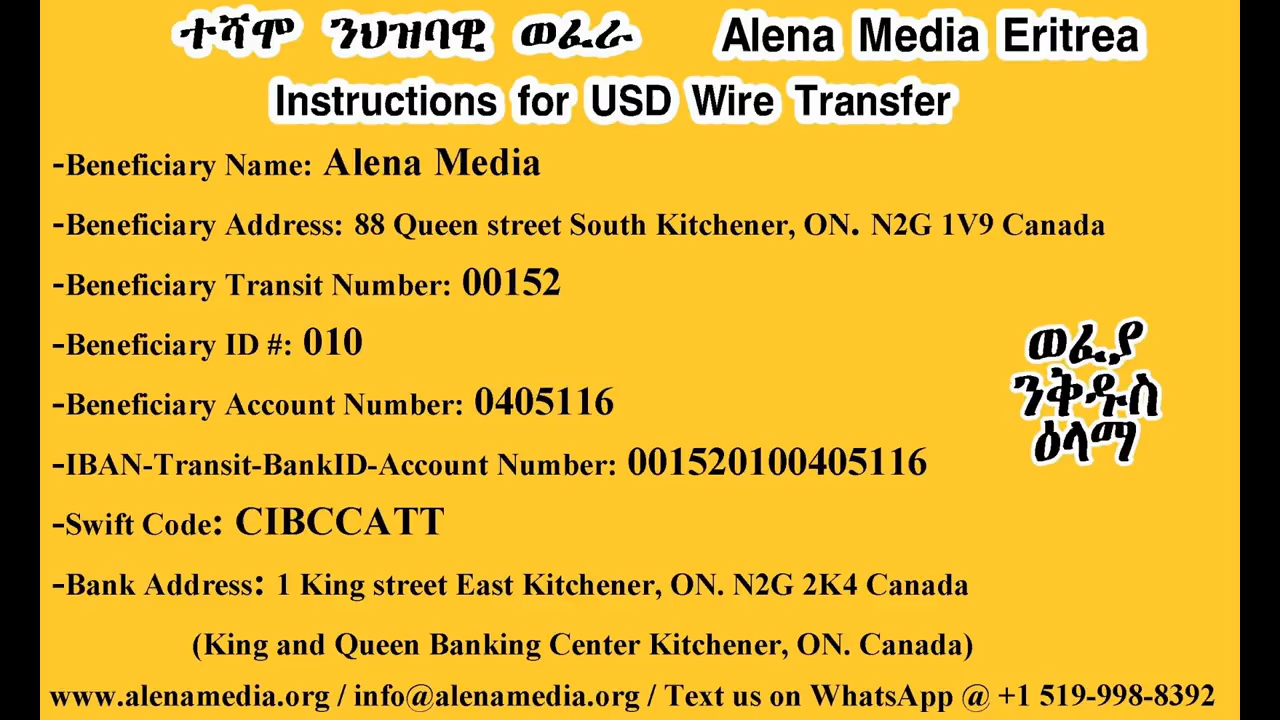 ተሻሞ ንህዝባዊ ወፈራ Alena Media Eritrea
Instructions for USD Wire Transfer
-Beneficiary Name: Alena Media
-Beneficiary Address: 88 Queen street South Kitchener, ON. N2G 1V9 Canada
-Beneficiary Transit Number: 00152
-Beneficiary ID #: 010
-Beneficiary Account Number: 0405116
-IBAN-Transit-BankID-Account Number: 001520100405116
-Swift Code: CIBCCATT
-Bank Address: 1 King street East Kitchener, ON. N2G 2K4 Canada
(King and Queen Banking Center Kitchener, ON. Canada)
www.alenamedia.org / info@alenamedia.org / Text us on WhatsApp @ +1 519-998-8392
ወፈያ
ንቅዱስ
ዕላማ